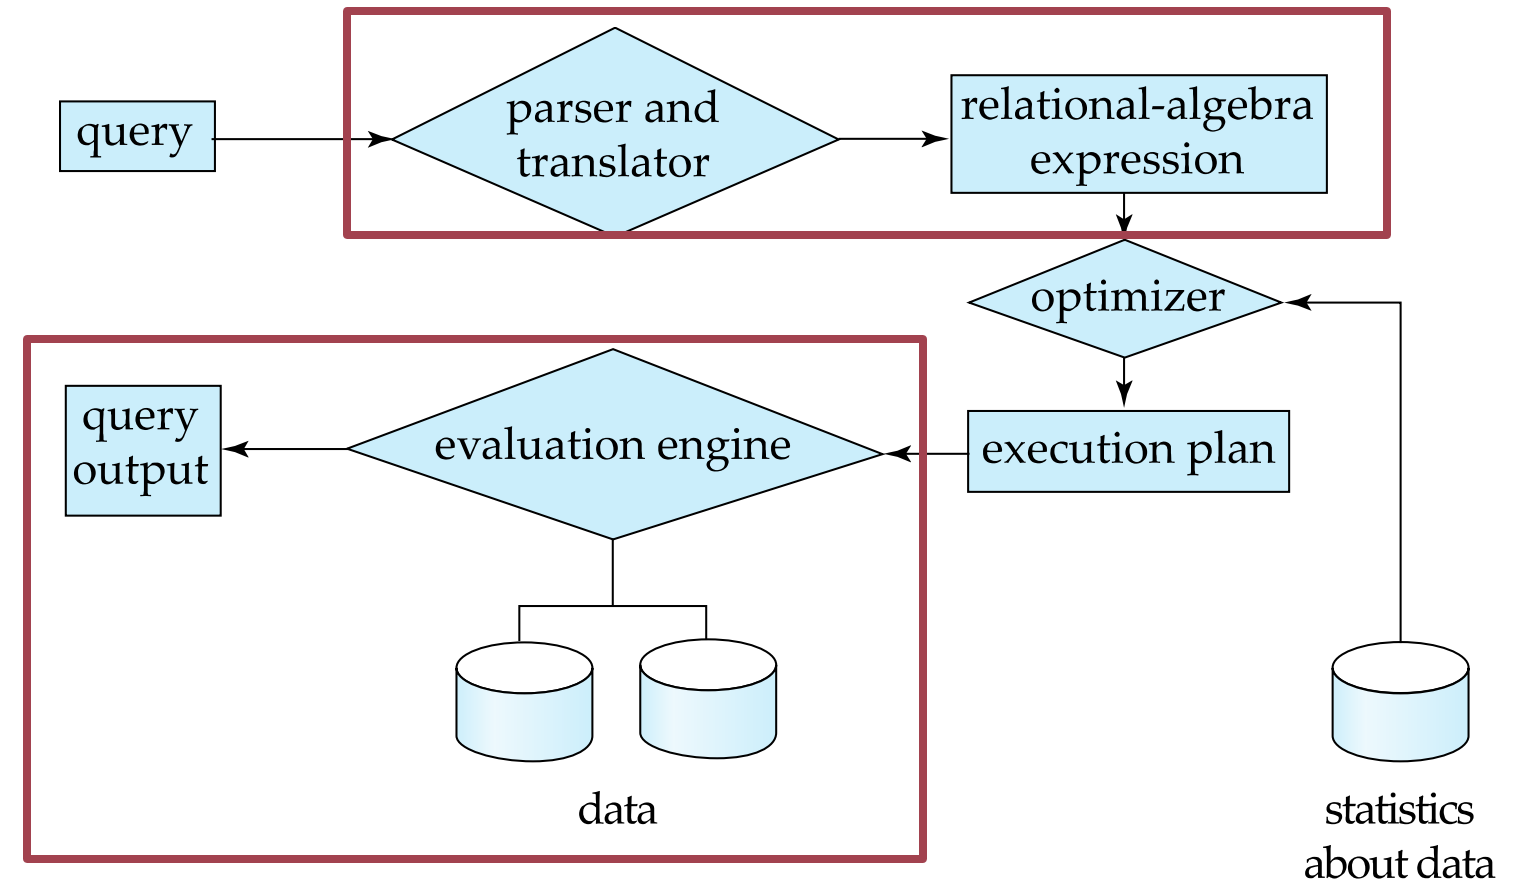 query
parser and
translator
relational-algebra
expression
optimizer
query
output
evaluation engine
execution plan
data
statistics
about data